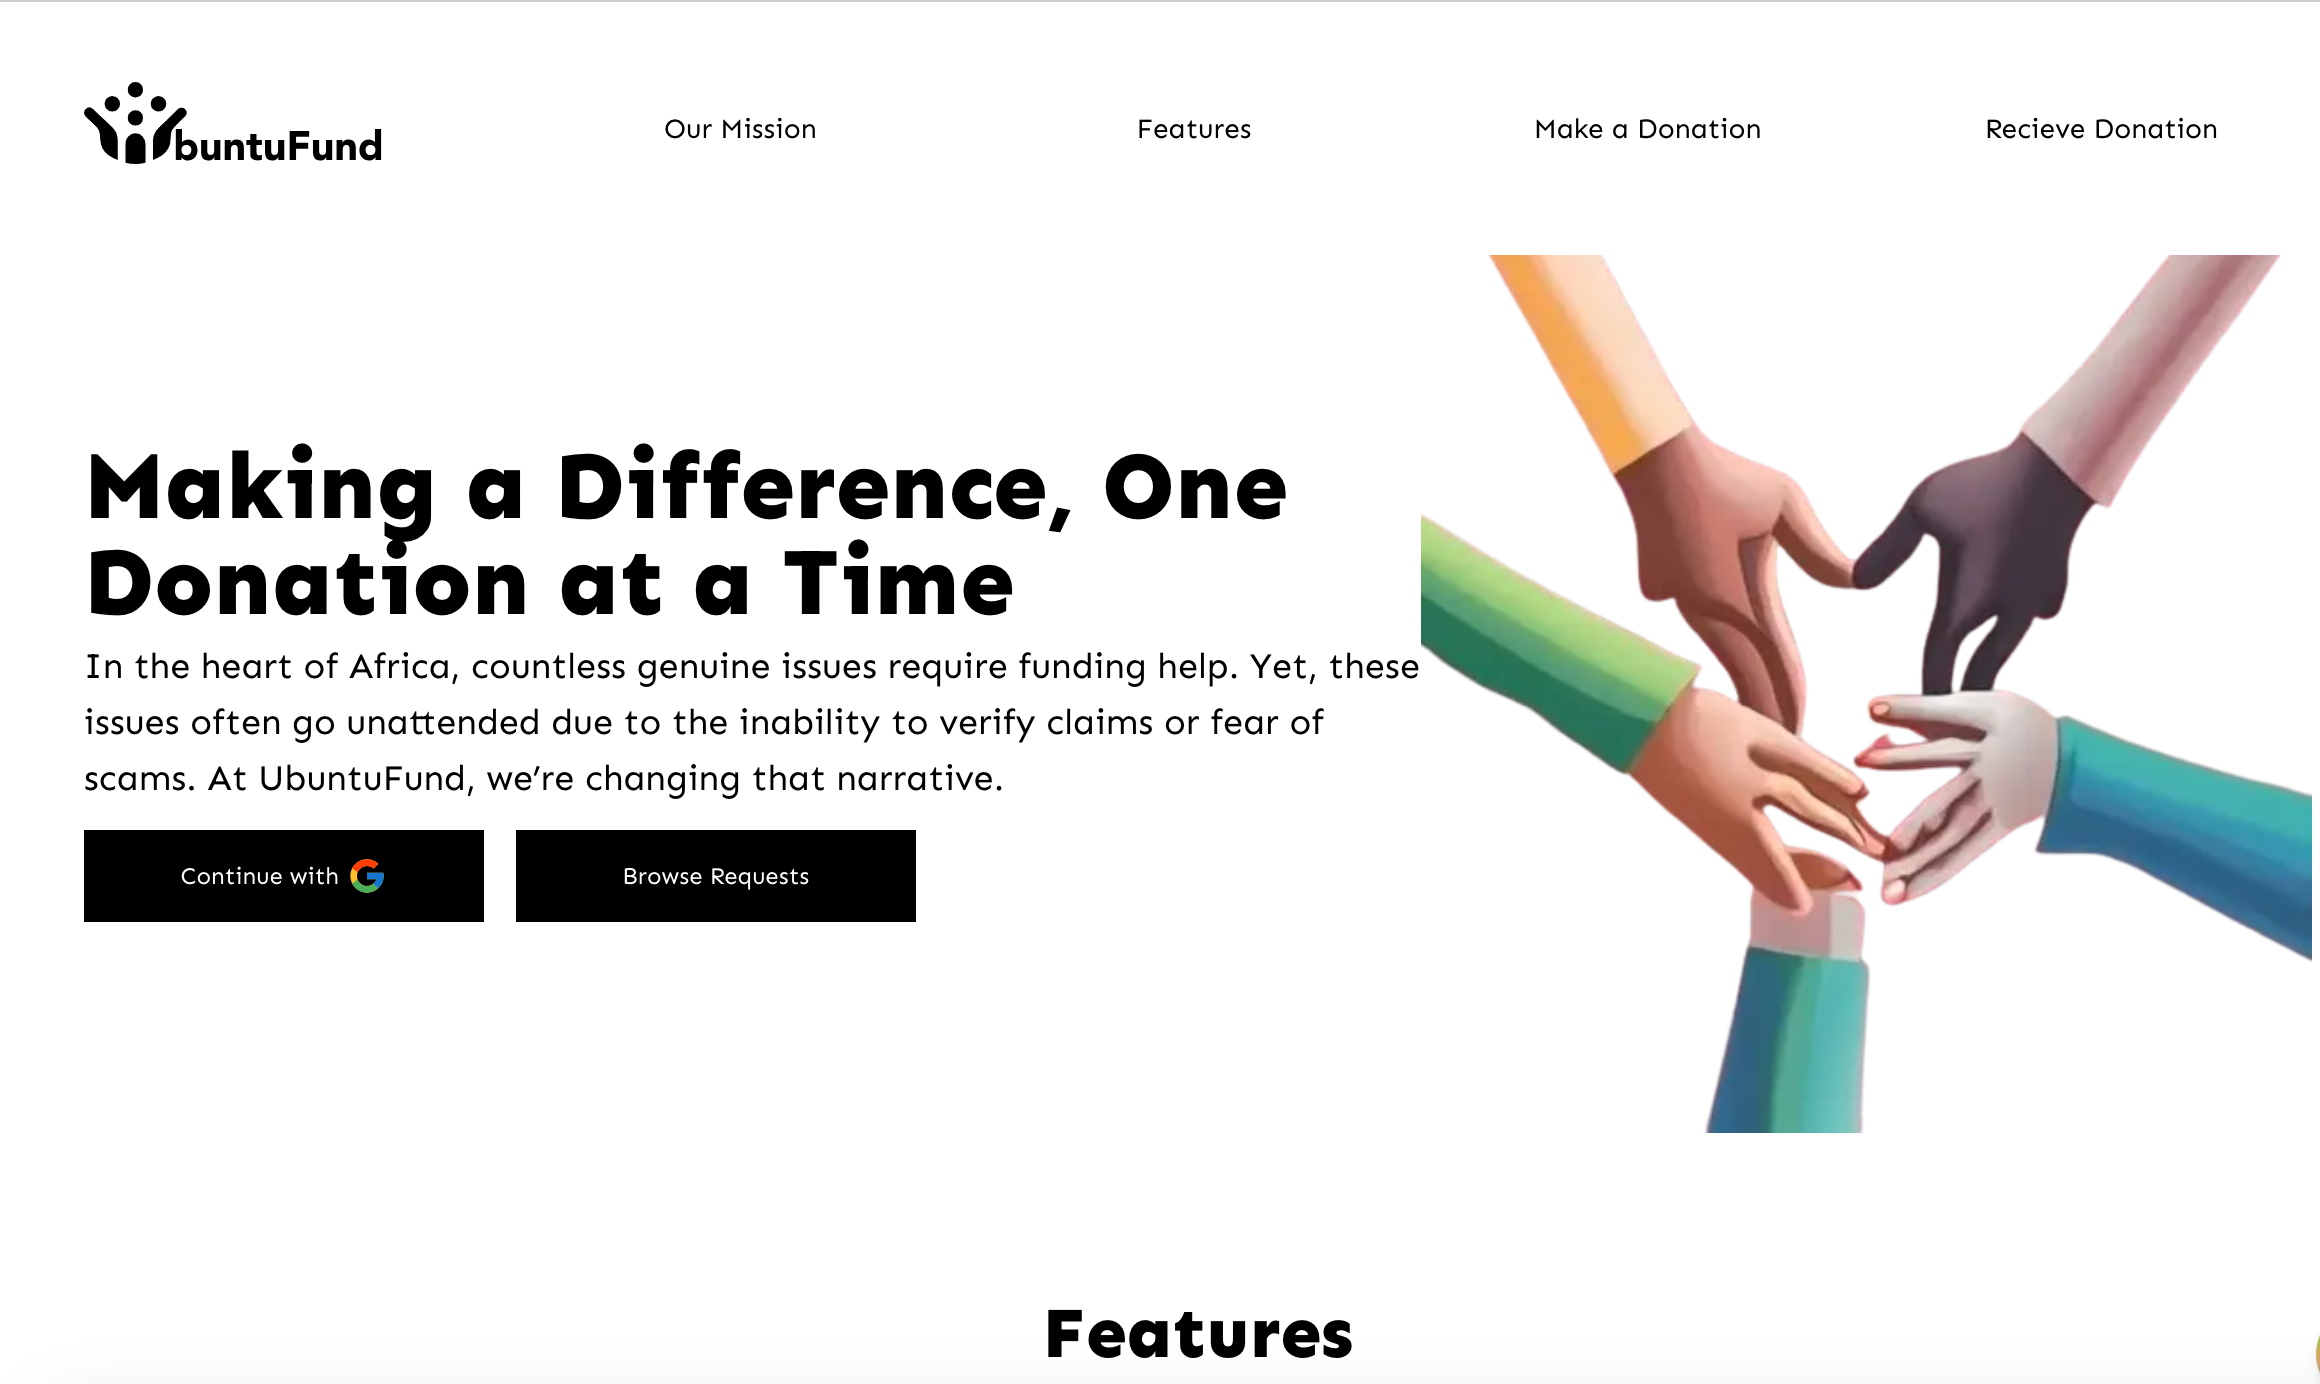 buntuFund
Our Mission
Features
Make a Donation
Recieve Donation
Making a Difference, One
Donation at a Time
In the heart of Africa, countless genuine issues require funding help. Yet, these
issues often go unattended due to the inability to verify claims or fear of
scams. At UbuntuFund, we’re changing that narrative.
Continue with
Browse Requests
Features